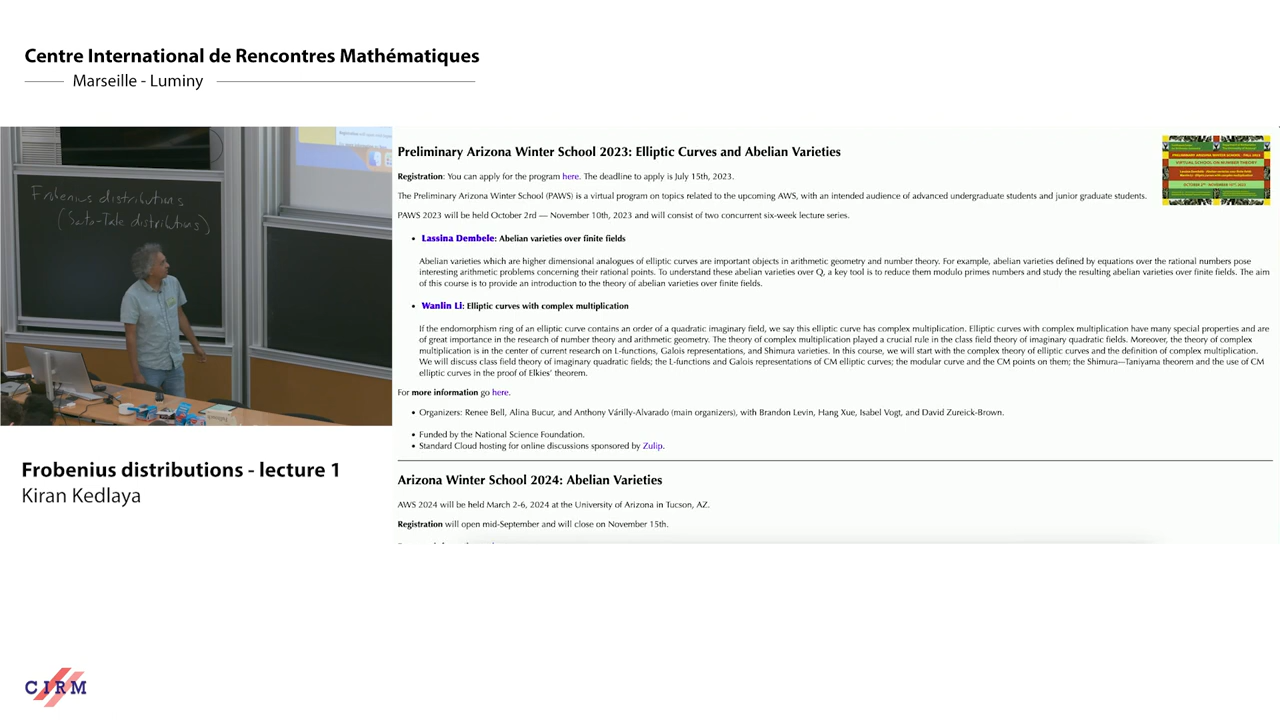 Centre International de Rencontres Mathématiques
Marseille - Luminy
Frobenius distributions
(Sato-Tate distributions)
Preliminary Arizona Winter School 2023: Elliptic Curves and Abelian Varieties
Registration: You can apply for the program here. The deadline to apply is July 15th, 2023.
The Preliminary Arizona Winter School (PAWS) is a virtual program on topics related to the upcoming AWS, with an intended audience of advanced undergraduate students and junior graduate students.
PAWS 2023 will be held October 2rd — November 10th, 2023 and will consist of two concurrent six-week lecture series.
• Lassina Dembele: Abelian varieties over finite fields
Abelian varieties which are higher dimensional analogues of elliptic curves are important objects in arithmetic geometry and number theory. For example, abelian varieties defined by equations over the rational numbers pose
interesting arithmetic problems concerning their rational points. To understand these abelian varieties over Q, a key tool is to reduce them modulo primes numbers and study the resulting abelian varieties over finite fields. The aim
of this course is to provide an introduction to the theory of abelian varieties over finite fields.
• Wanlin Li: Elliptic curves with complex multiplication
If the endomorphism ring of an elliptic curve contains an order of a quadratic imaginary field, we say this elliptic curve has complex multiplication. Elliptic curves with complex multiplication have many special properties and are
of great importance in the research of number theory and arithmetic geometry. The theory of complex multiplication played a crucial rule in the class field theory of imaginary quadratic fields. Moreover, the theory of complex
multiplication is in the center of current research on L-functions, Galois representations, and Shimura varieties. In this course, we will start with the complex theory of elliptic curves and the definition of complex multiplication.
We will discuss class field theory of imaginary quadratic fields; the L-functions and Galois representations of CM elliptic curves; the modular curve and the CM points on them; the Shimura—Taniyama theorem and the use of CM
elliptic curves in the proof of Elkies' theorem.
For more information go here.
• Organizers: Renee Bell, Alina Bucur, and Anthony Várilly-Alvarado (main organizers), with Brandon Levin, Hang Xue, Isabel Vogt, and David Zureick-Brown.
• Funded by the National Science Foundation.
• Standard Cloud hosting for online discussions sponsored by Zulip.
Arizona Winter School 2024: Abelian Varieties
AWS 2024 will be held March 2-6, 2024 at the University of Arizona in Tucson, AZ.
Registration will open mid-September and will close on November 15th.
Frobenius distributions - lecture 1
Kiran Kedlaya
CIRM